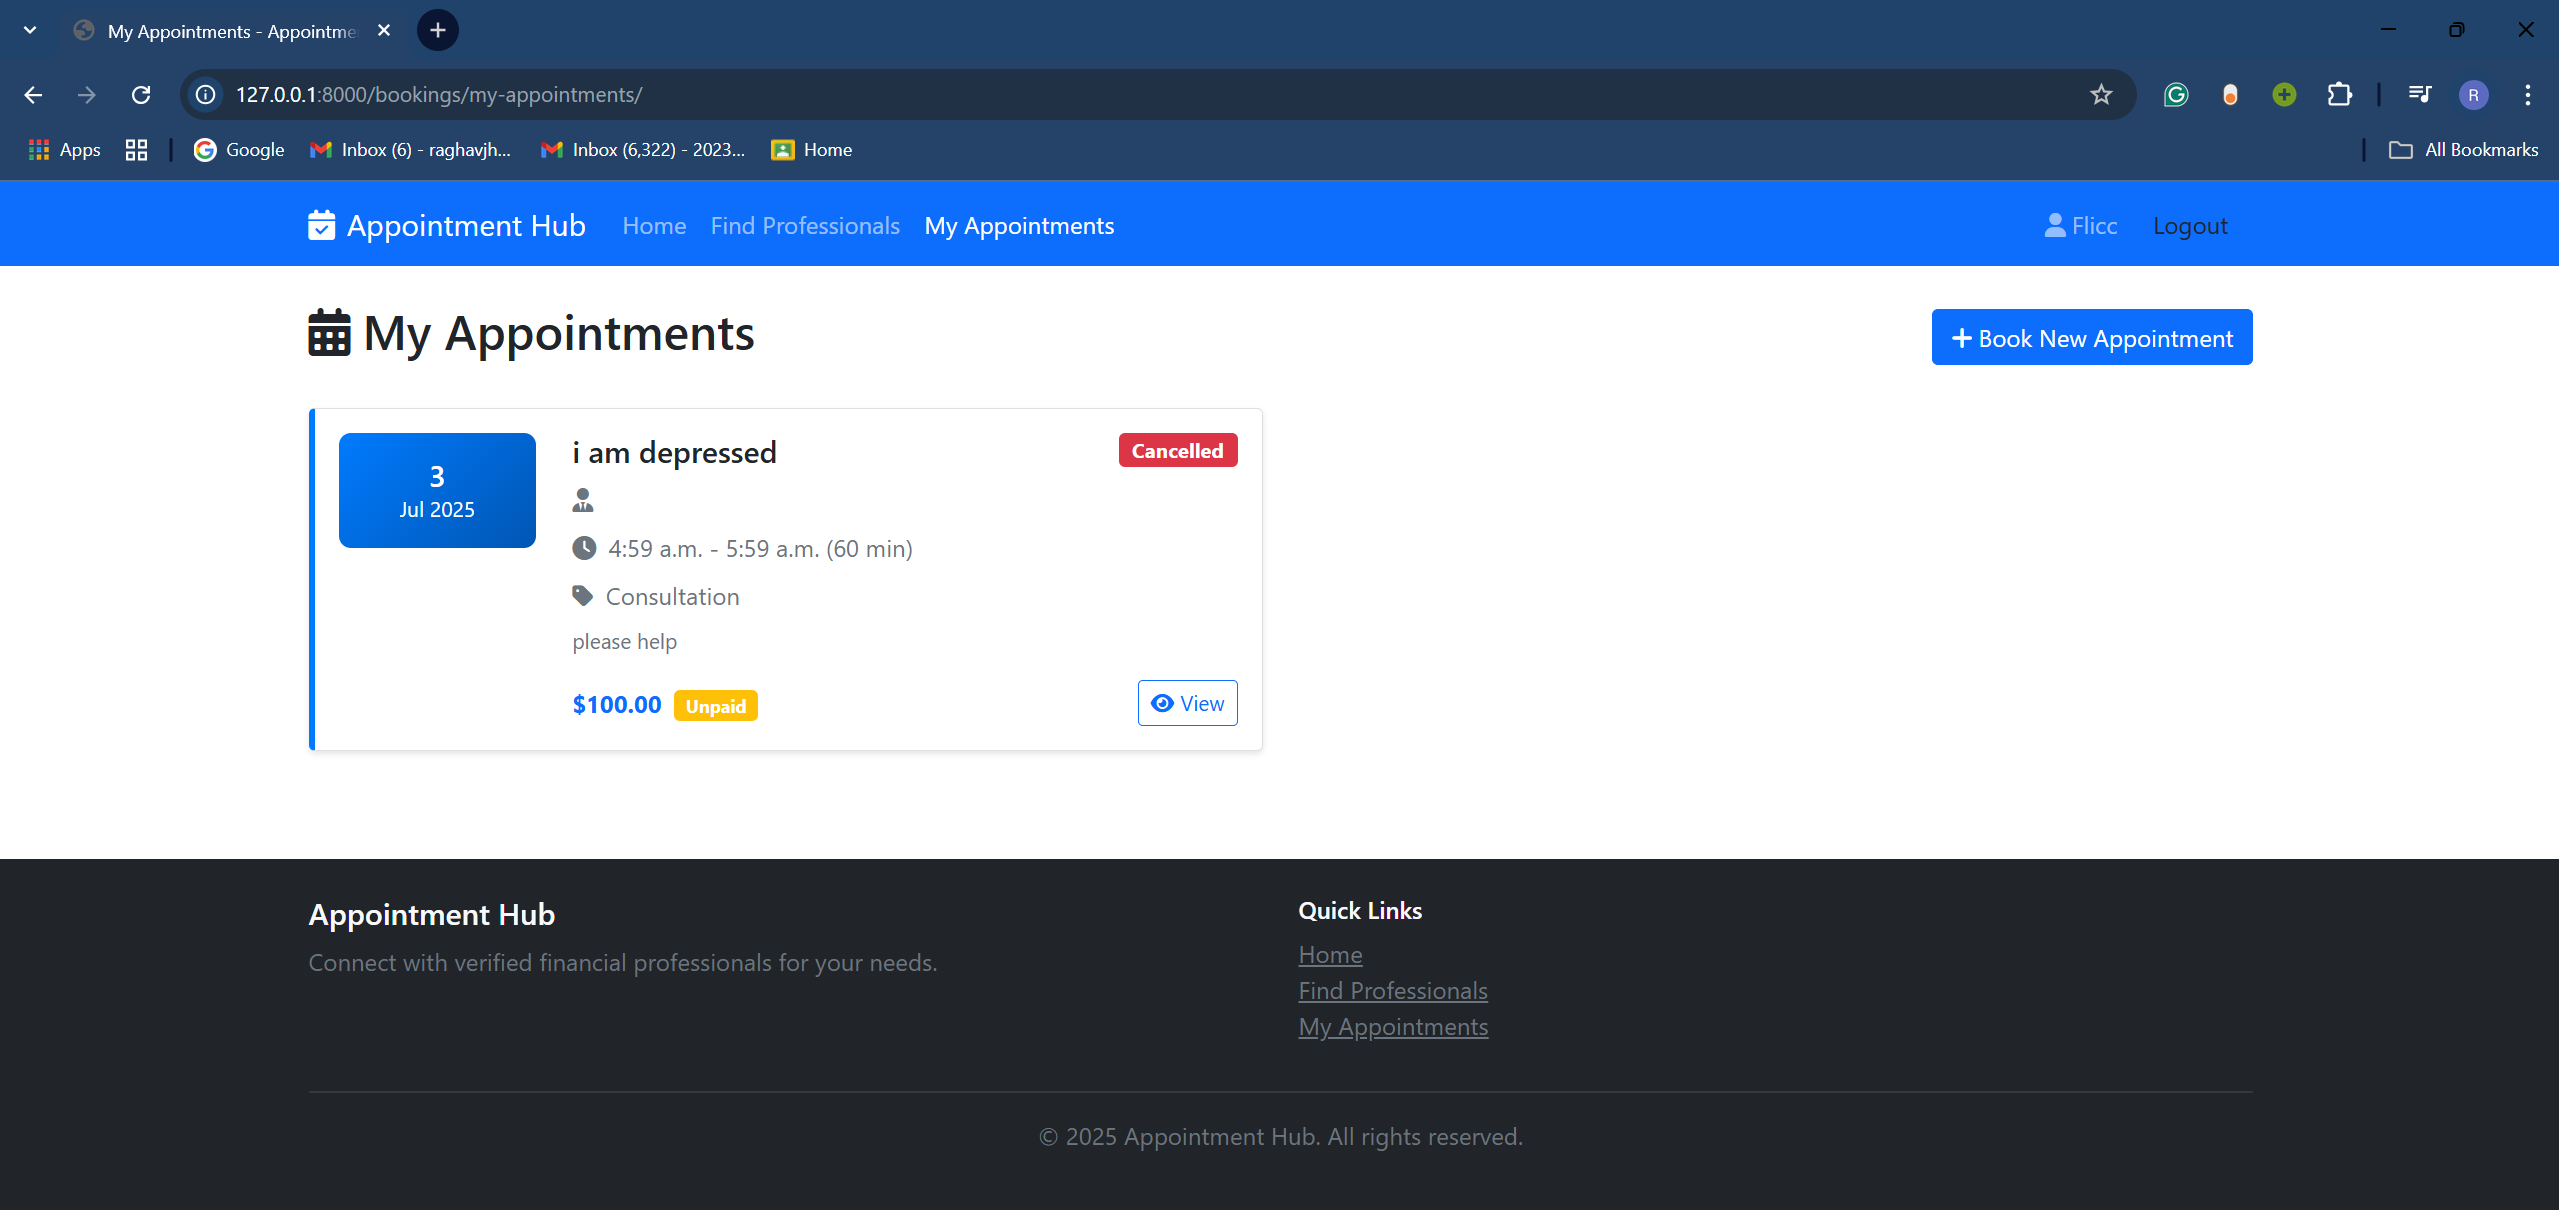 My Appointments - Appointme
127.0.0.1:8000/bookings/my-appointments/
R
Apps
Google
Inbox (6) - raghavjh...
Inbox (6,322) - 2023...
Home
All Bookmarks
Appointment Hub
Home
Find Professionals
My Appointments
Flicc
Logout
My Appointments
Book New Appointment
3
Jul 2025
i am depressed
Cancelled
4:59 a.m. - 5:59 a.m. (60 min)
Consultation
please help
$100.00
Unpaid
View
Appointment Hub
Connect with verified financial professionals for your needs.
Quick Links
Home
Find Professionals
My Appointments
© 2025 Appointment Hub. All rights reserved.